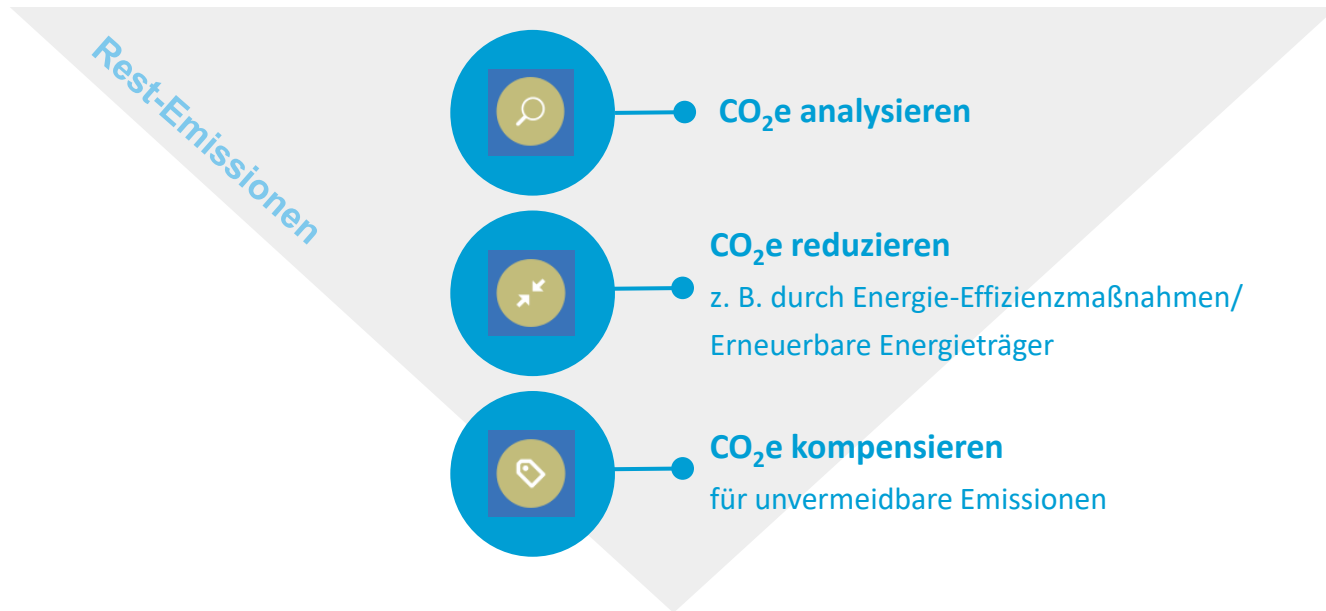 Rest-Emissionen
CO₂e analysieren
CO₂e reduzieren
z. B. durch Energie-Effizienzmaßnahmen/
Erneuerbare Energieträger
CO₂e kompensieren
für unvermeidbare Emissionen